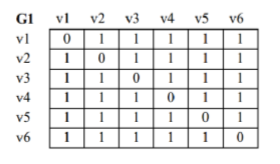 G1 v1 v2 v3 v4 v5 v6
v1 0 1 1 1 1 1
v2 1 0 1 1 1 1
v3 1 1 0 1 1 1
v4 1 1 1 0 1 1
v5 1 1 1 1 0 1
v6 1 1 1 1 1 0